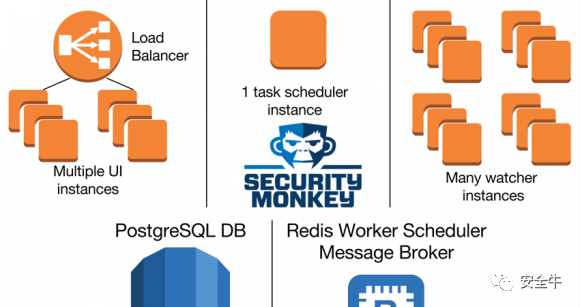 Load
Balancer
Multiple UI
instances
1 task scheduler
instance
SECURITY
MONKEY
Many watcher
instances
PostgreSQL DB
Redis Worker Scheduler
Message Broker
安全牛